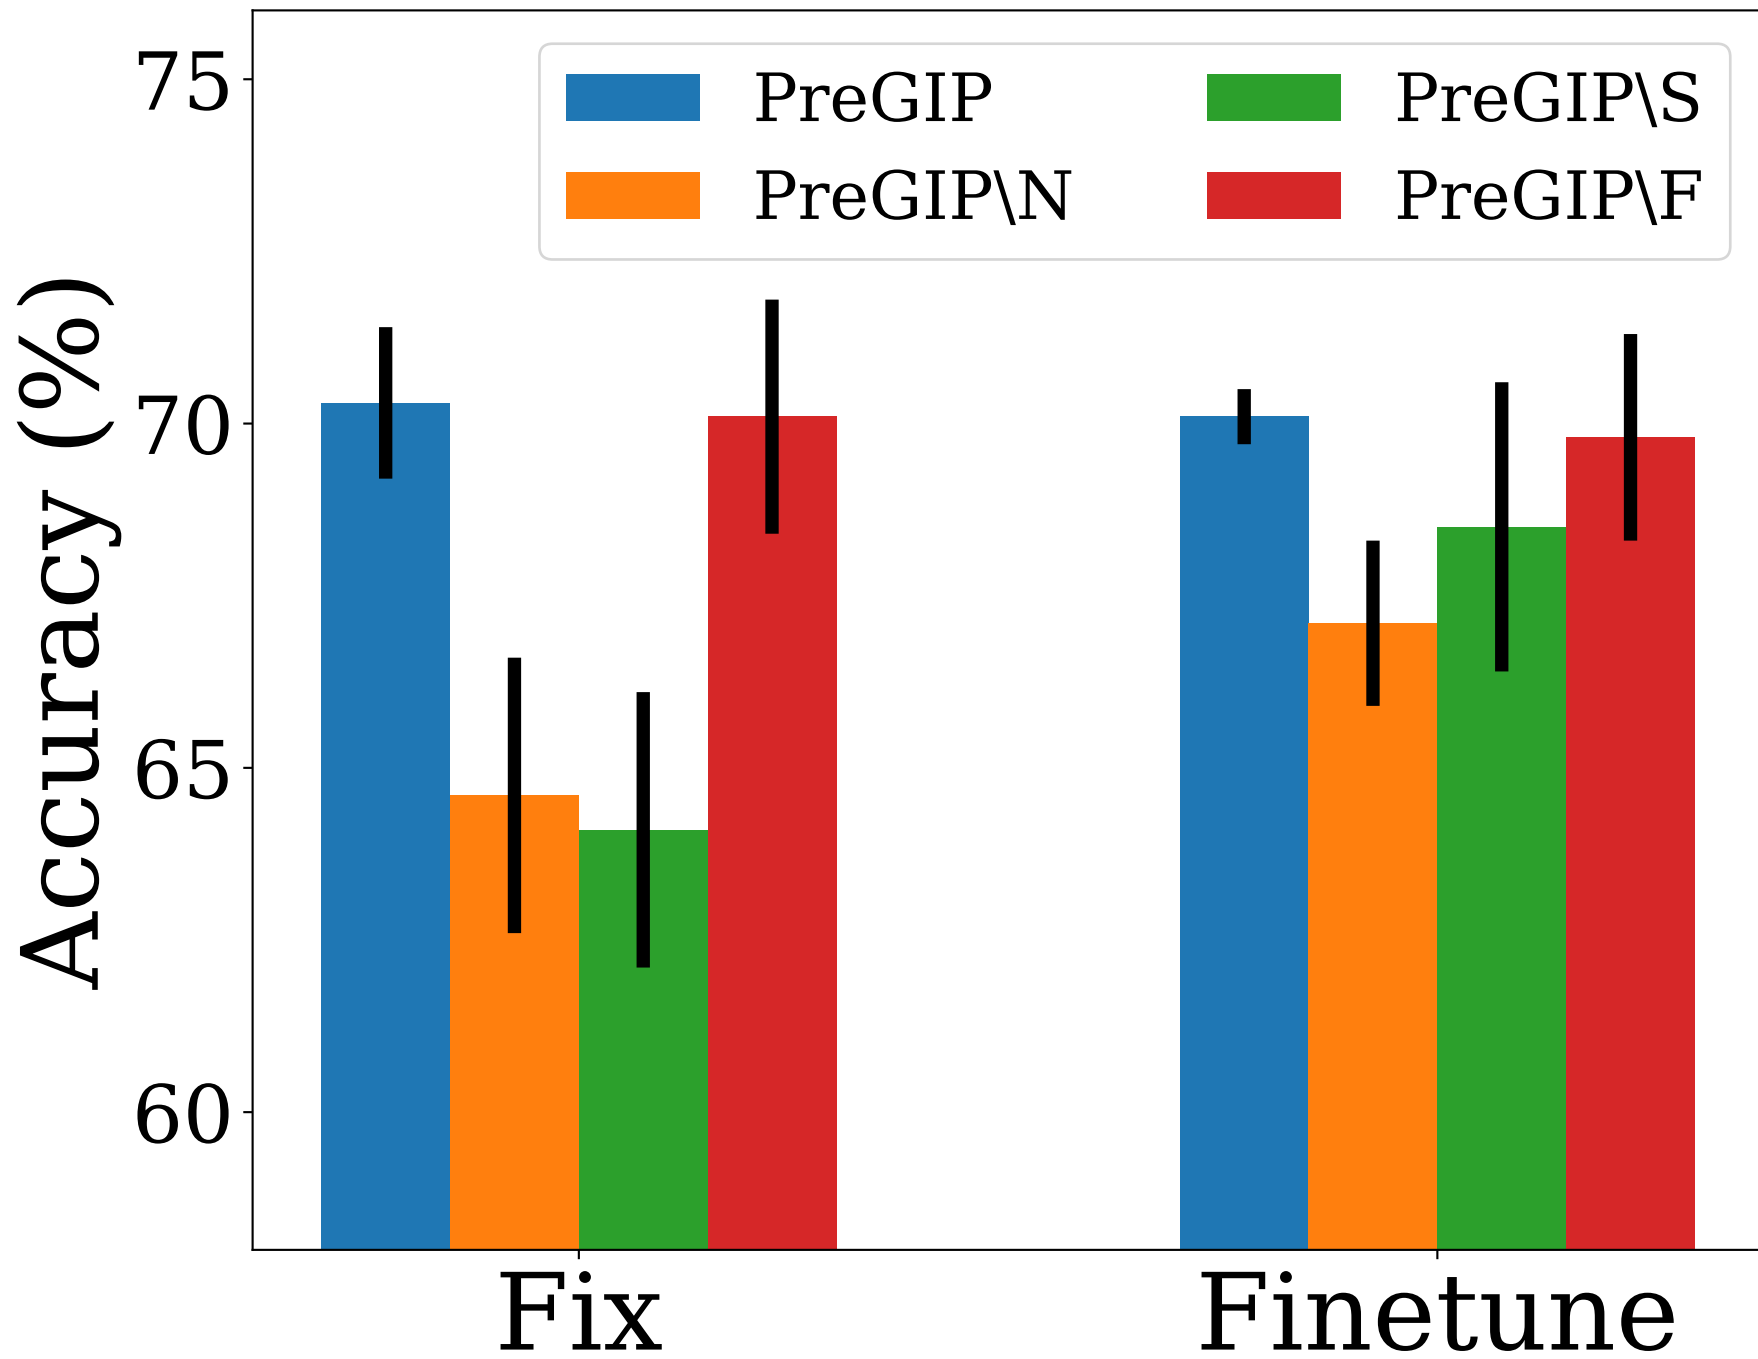 Accuracy (%)
75
70
65
60
PreGIP
PreGIP\N
PreGIP\S
PreGIP\F
Fix
Finetune